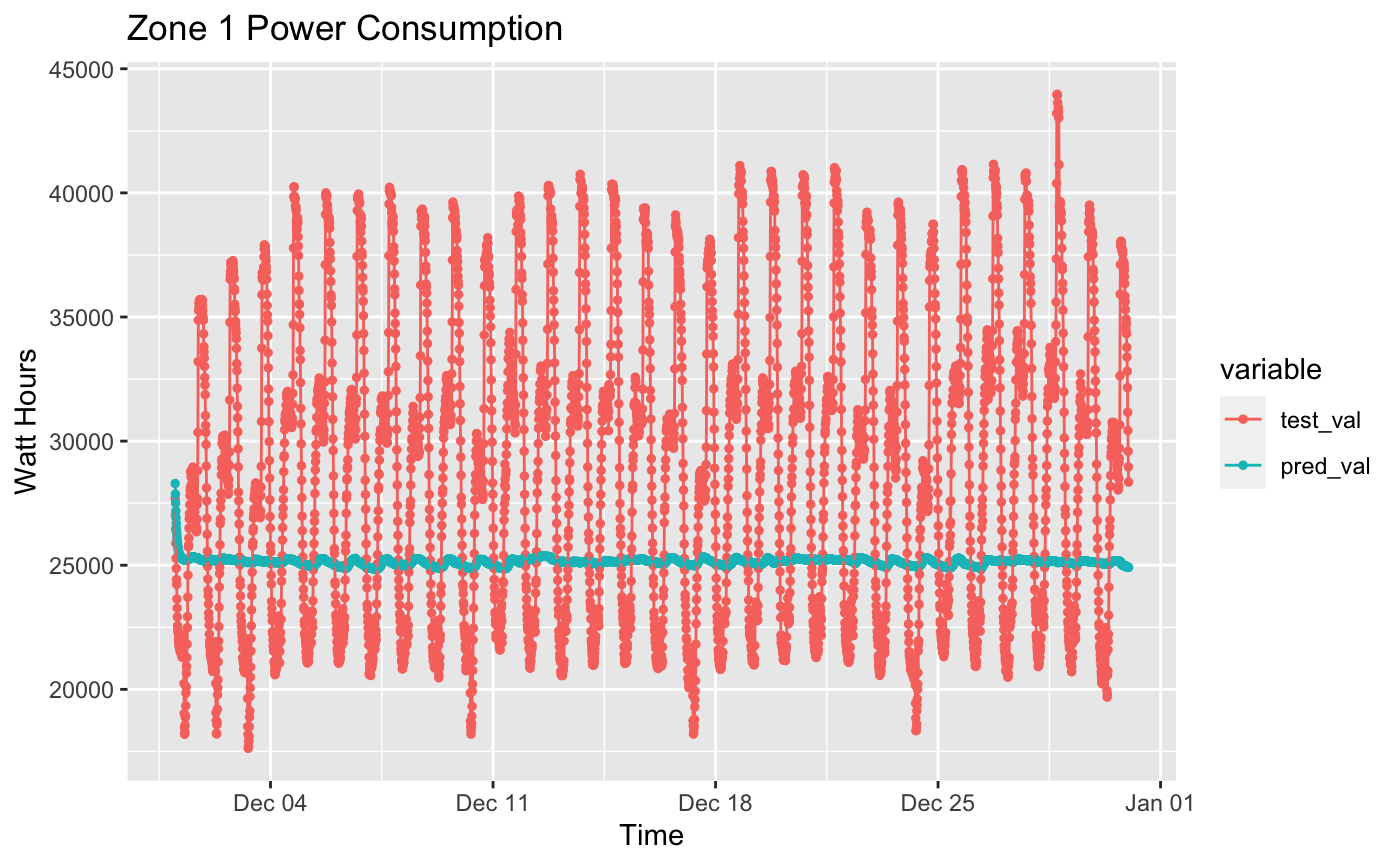 Zone 1 Power Consumption
45000
40000
35000
30000
25000
20000
Watt Hours
Dec 04
Dec 11
Dec 18
Dec 25
Jan 01
Time
variable
test_val
pred_val